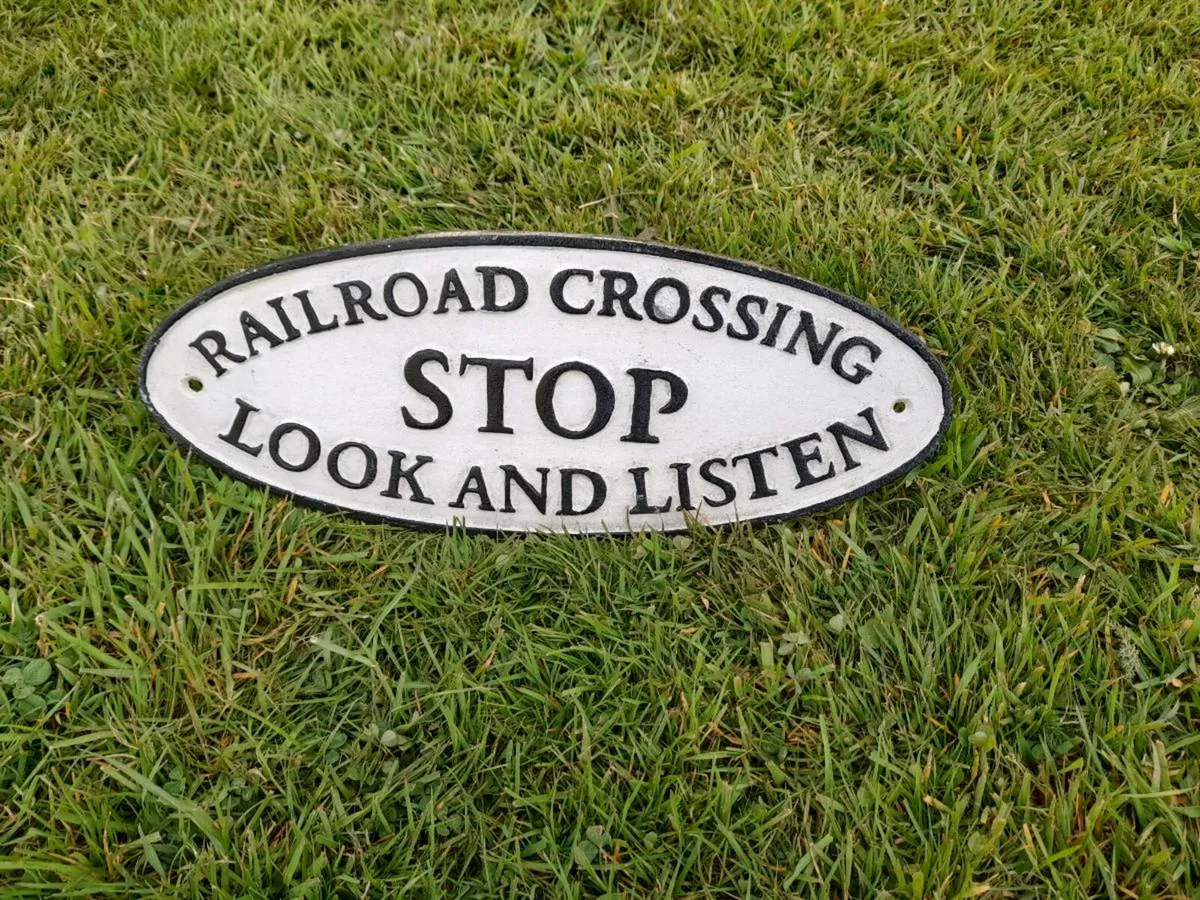 RAILROAD CROSSING
STOP
LOOK AND LISTEN